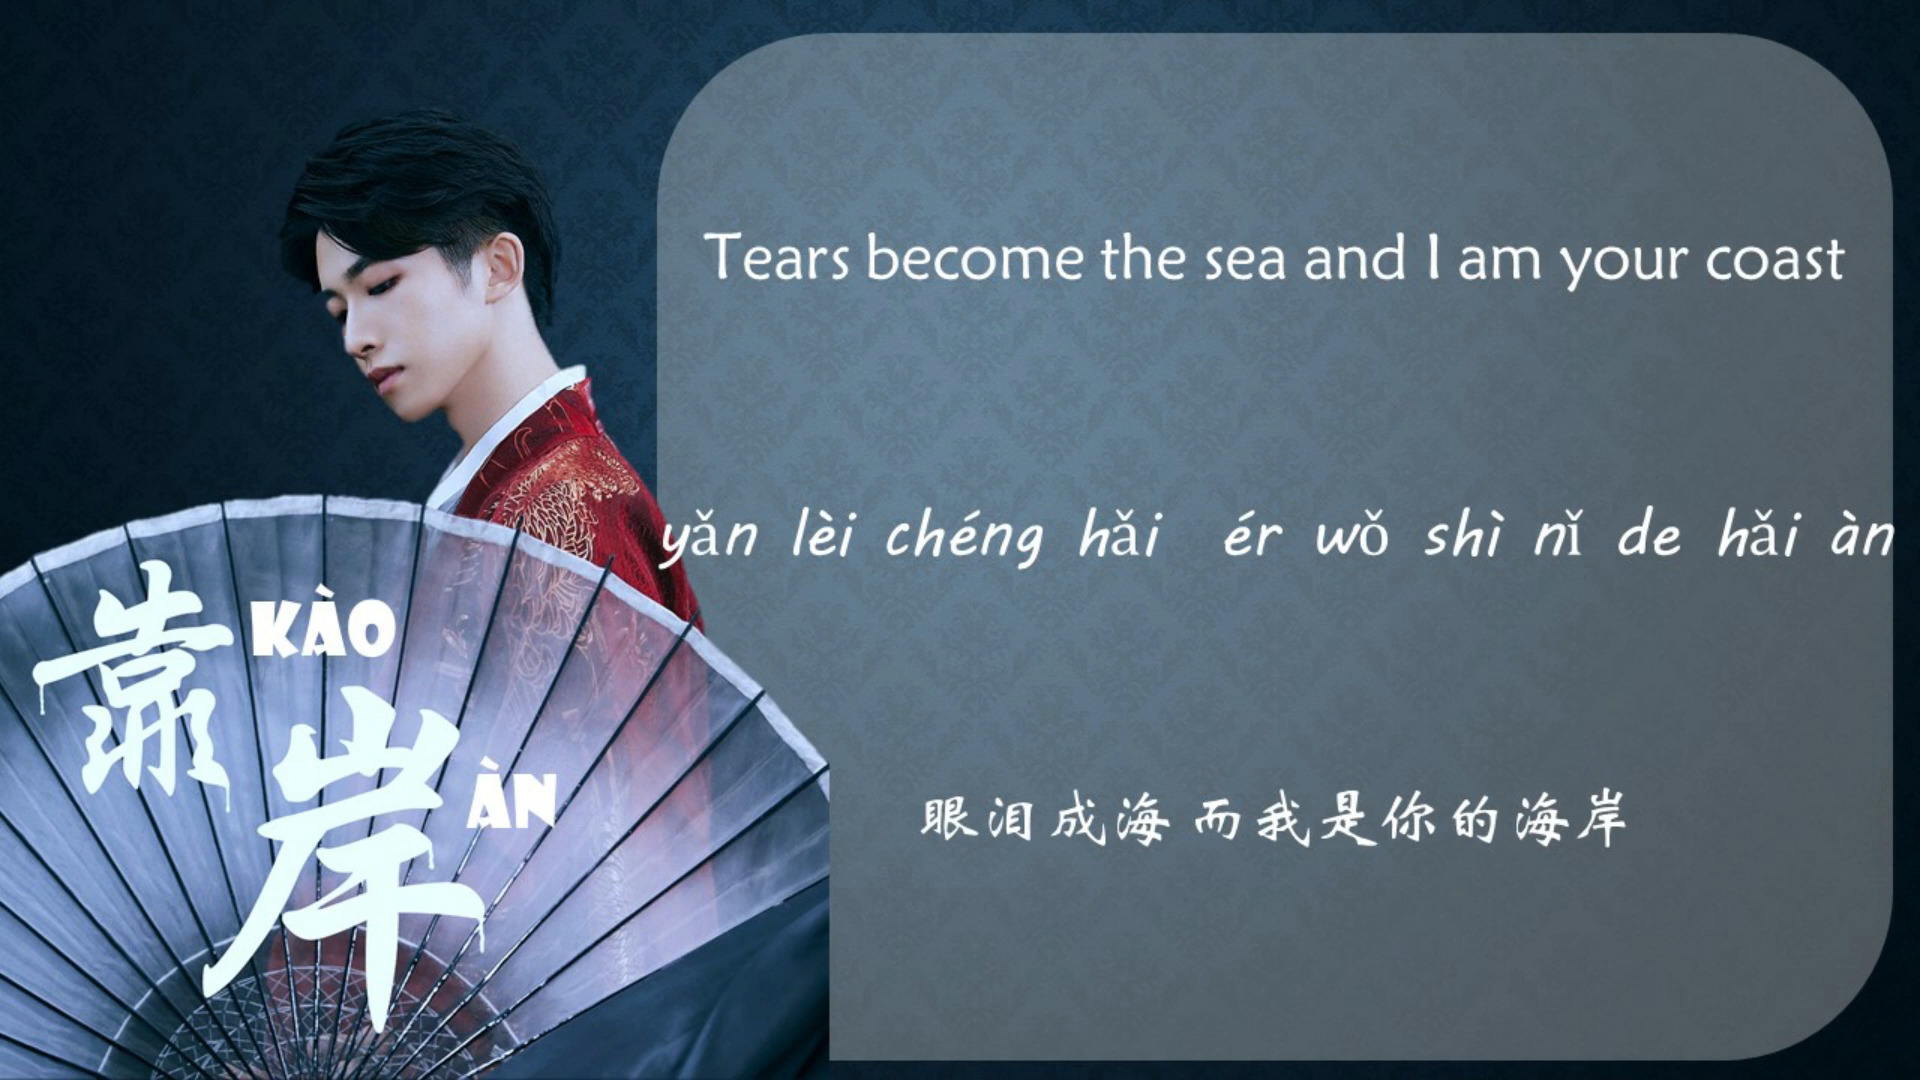 Tears become the sea and I am your coast
yǎn lèi chéng hǎi ér wǒ shì nǐ de hǎi àn
眼泪成海 而我是你的海岸
靠 KÀO
岸 ÀN